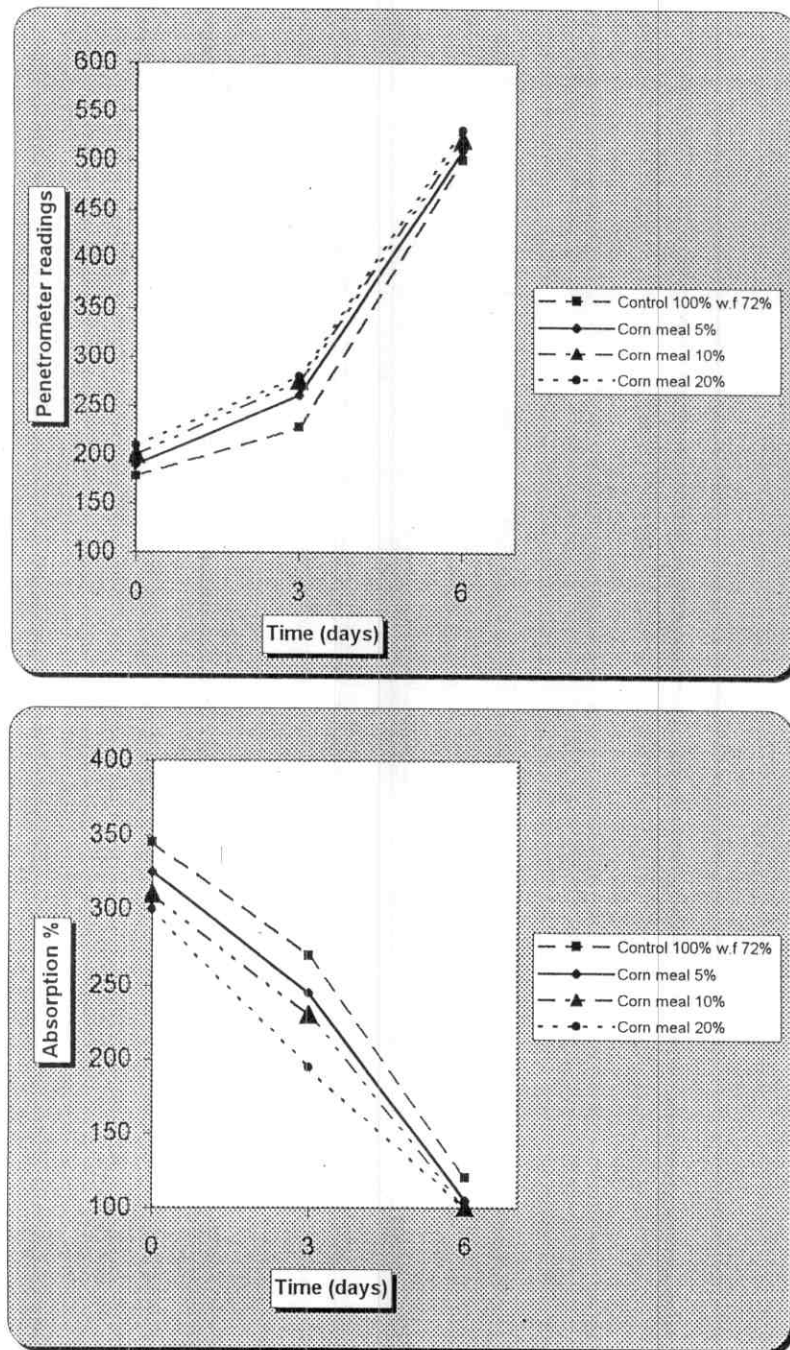 600
550
500
450
400
350
300
250
200
150
100
Penetrometer readings
0 3 6
Time (days)
Control 100% w.f 72%
Corn meal 5%
Corn meal 10%
Corn meal 20%
400
350
300
250
200
150
100
Absorption %
0 3 6
Time (days)
Control 100% w.f 72%
Corn meal 5%
Corn meal 10%
Corn meal 20%